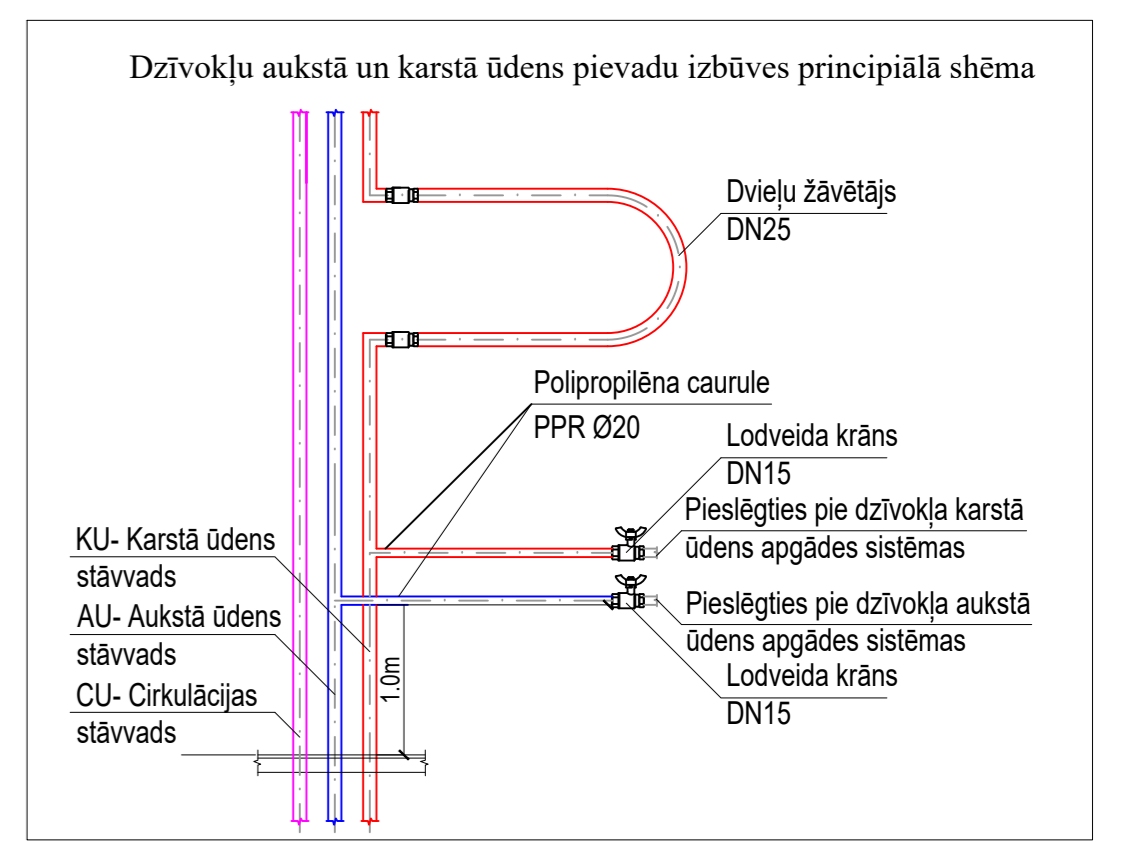 Dzīvokļu aukstā un karstā ūdens pievadu izbūves principiālā shēma
Dvieļu žāvētājs
DN25
Polipropilēna caurule
PPR Ø20
Lodveida krāns
DN15
Pieslēgties pie dzīvokļa karstā
ūdens apgādes sistēmas
KU- Karstā ūdens
stāvvads
AU- Aukstā ūdens
stāvvads
CU- Cirkulācijas
stāvvads
1.0m
Pieslēgties pie dzīvokļa aukstā
ūdens apgādes sistēmas
Lodveida krāns
DN15